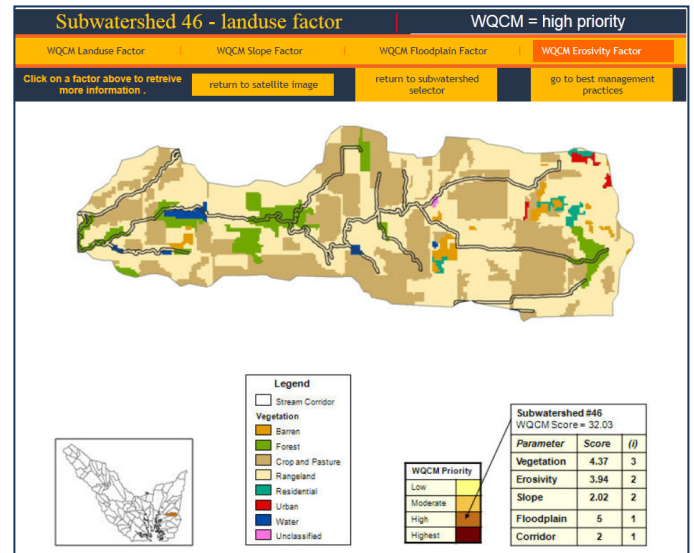 Subwatershed 46 - landuse factor
WQCM = high priority
WQCM Landuse Factor
WQCM Slope Factor
WQCM Floodplain Factor
WQCM Erosivity Factor
Click on a factor above to retreive
more information .
return to satellite image
return to subwatershed
selector
go to best management
practices
Legend
Stream Corridor
Vegetation
Barren
Forest
Crop and Pasture
Rangeland
Residential
Urban
Water
Unclassified
WQCM Priority
Low
Moderate
High
Highest
Subwatershed #46
WQCM Score = 32.03
Parameter Score (i)
Vegetation 4.37 3
Erosivity 3.94 2
Slope 2.02 2
Floodplain 5 1
Corridor 2 1